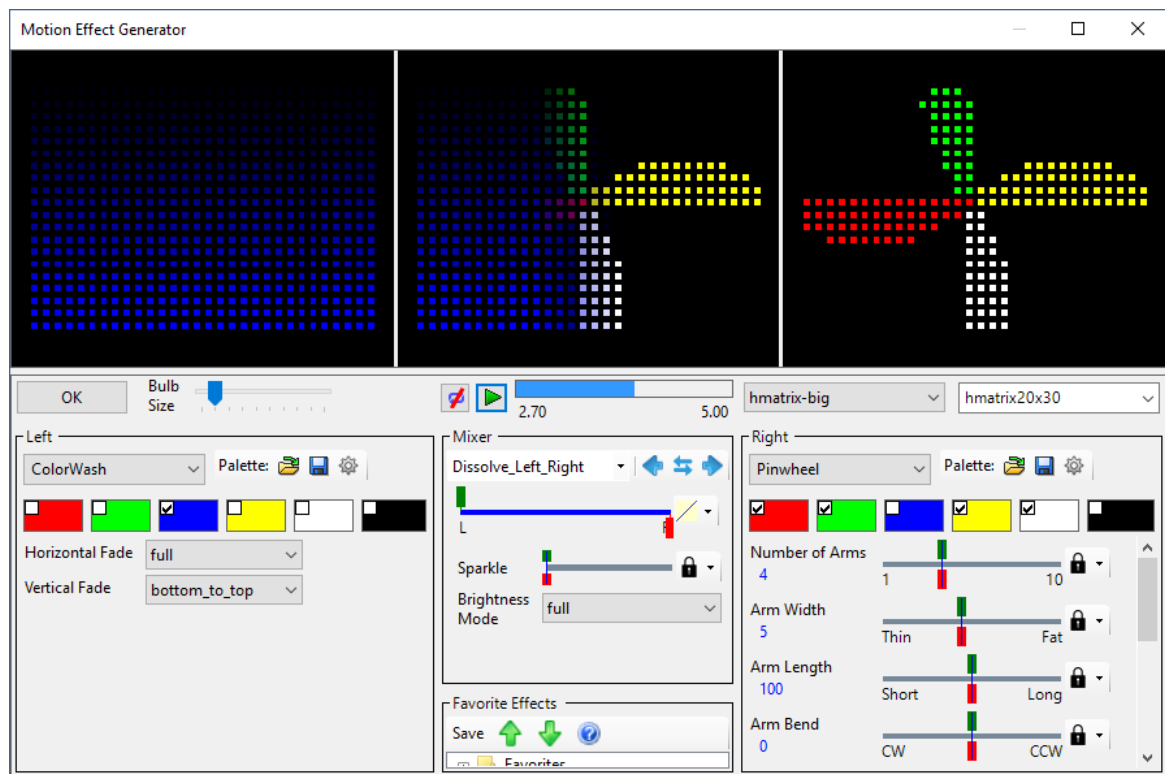 Motion Effect Generator
OK
Bulb
Size
2.70
5.00
hmatrix-big
hmatrix20x30
Left
ColorWash
Palette:
Horizontal Fade
full
Vertical Fade
bottom_to_top
Mixer
Dissolve_Left_Right
L
Sparkle
Brightness
Mode
full
Favorite Effects
Save
Favorites
Right
Pinwheel
Palette:
Number of Arms
4
1
10
Arm Width
5
Thin
Fat
Arm Length
100
Short
Long
Arm Bend
0
CW
CCW